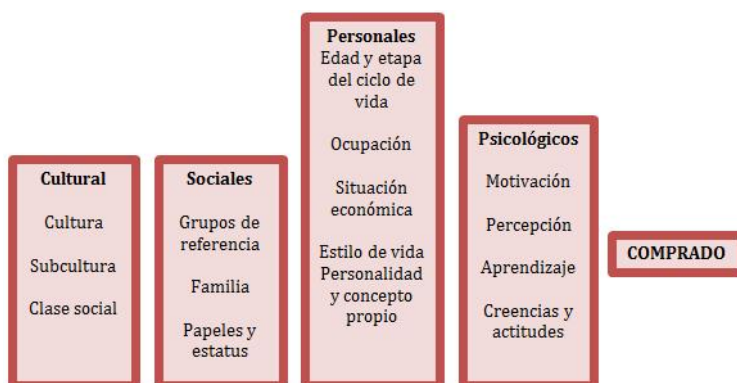 Cultural
Cultura
Subcultura
Clase social
Sociales
Grupos de
referencia
Familia
Papeles y
estatus
Personales
Edad y etapa
del ciclo de
vida
Ocupación
Situación
económica
Estilo de vida
Personalidad
y concepto
propio
Psicológicos
Motivación
Percepción
Aprendizaje
Creencias y
actitudes
COMPRADO